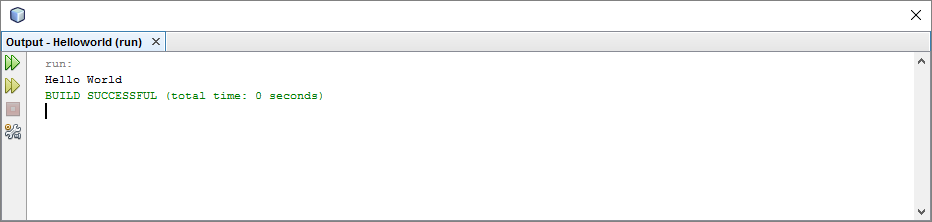 Output - Helloworld (run)
run:
Hello World
BUILD SUCCESSFUL (total time: 0 seconds)